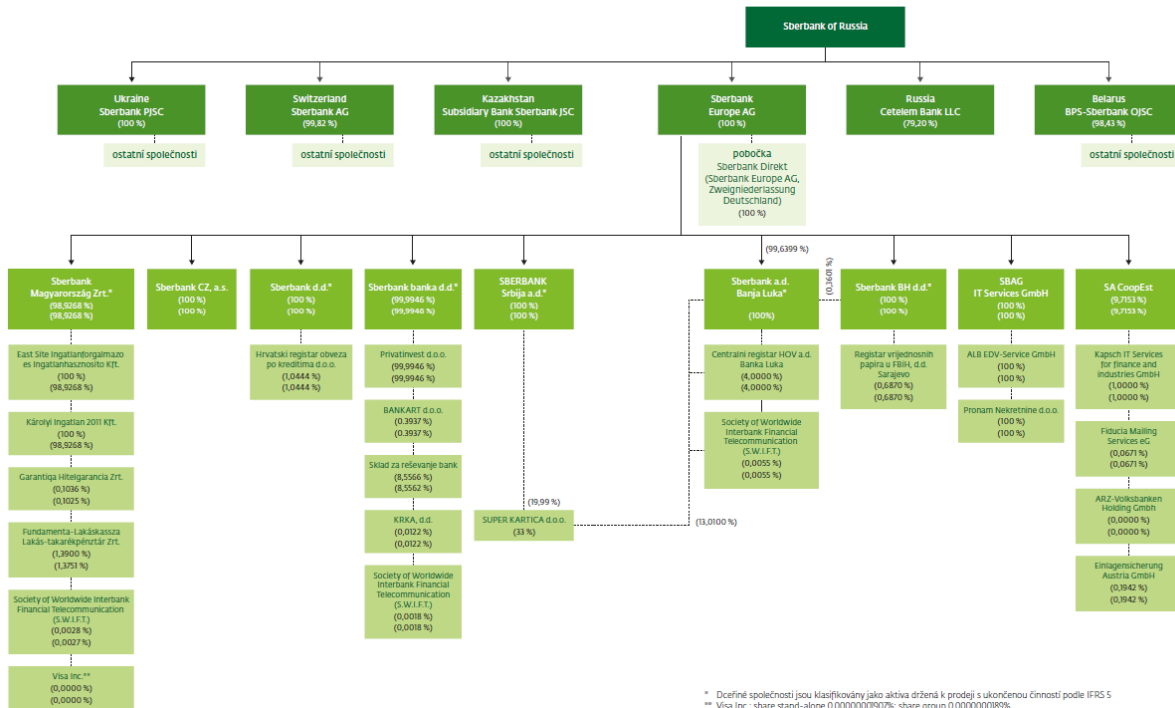 Sberbank of Russia
Ukraine
Sberbank PJSC
(100 %)
ostatní společnosti
Switzerland
Sberbank AG
(99,82 %)
ostatní společnosti
Kazakhstan
Subsidiary Bank Sberbank JSC
(100 %)
ostatní společnosti
Sberbank
Europe AG
(100 %)
pobočka
Sberbank Direkt
(Sberbank Europe AG,
Zweigniederlassung
Deutschland)
(100 %)
Russia
Cetelem Bank LLC
(79,20 %)
Belarus
BPS-Sberbank OJSC
(98,43 %)
ostatní společnosti
Sberbank
Magyarország Zrt.*
(98,9268 %)
(98,9268 %)
East Site Ingatlanforgalmazo
es Ingatlanhasznosito Kft.
(100 %)
(98,9268 %)
Károlyi Ingatlan 2011 Kft.
(100 %)
(98,9268 %)
Garantiqa Hitelgarancia Zrt.
(0,1036 %)
(0,1025 %)
Fundamenta-Lakáskassza
Lakás-takarékpénztár Zrt.
(1,3900 %)
(1,3751 %)
Society of Worldwide Interbank
Financial Telecommunication
(S.W.I.F.T.)
(0,0028 %)
(0,0027 %)
Visa Inc.**
(0,0000 %)
(0,0000 %)
Sberbank CZ, a.s.
(100 %)
(100 %)
Sberbank d.d.*
(100 %)
(100 %)
Hrvatski registar obveza
po kreditima d.o.o.
(1,0444 %)
(1,0444 %)
Sberbank banka d.d.*
(99,9946 %)
(99,9946 %)
Privatinvest d.o.o.
(99,9946 %)
(99,9946 %)
BANKART d.o.o.
(0.3937 %)
(0.3937 %)
Sklad za reševanje bank
(8,5566 %)
(8,5562 %)
KRKA, d.d.
(0,0122 %)
(0,0122 %)
Society of Worldwide
Interbank Financial
Telecommunication
(S.W.I.F.T.)
(0,0018 %)
(0,0018 %)
SBERBANK
Srbija a.d.*
(100 %)
(100 %)
(19,99 %)
SUPER KARTICA d.o.o.
(33 %)
(13,0100 %)
(99,6399 %)
Sberbank a.d.
Banja Luka*
(100%)
Centralni registar HOV a.d.
Banka Luka
(4,0000 %)
(4,0000 %)
Society of Worldwide
Interbank Financial
Telecommunication
(S.W.I.F.T.)
(0,0055 %)
(0,0055 %)
(0,3601 %)
Sberbank BH d.d.*
(100 %)
(100 %)
Registar vrijednosnih
papira u FBIH, d.d.
Sarajevo
(0,6870 %)
(0,6870 %)
SBAG
IT Services GmbH
(100 %)
(100 %)
ALB EDV-Service GmbH
(100 %)
(100 %)
Pronam Nekretnine d.o.o.
(100 %)
(100 %)
SA CoopEst
(9,7153 %)
(9,7153 %)
Kapsch IT Services
for finance and
industries GmbH
(1,0000 %)
(1,0000 %)
Fiducia Mailing
Services eG
(0,0671 %)
(0,0671 %)
ARZ-Volksbanken
Holding Gmbh
(0,0000 %)
(0,0000 %)
Einlagensicherung
Austria GmbH
(0,1942 %)
(0,1942 %)
* Dceřiné společnosti jsou klasifikovány jako aktiva držená k prodeji s ukončenou činností podle IFRS 5
** Visa Inc.: share stand-alone 0,00000001907%; share group 0,0000000189%